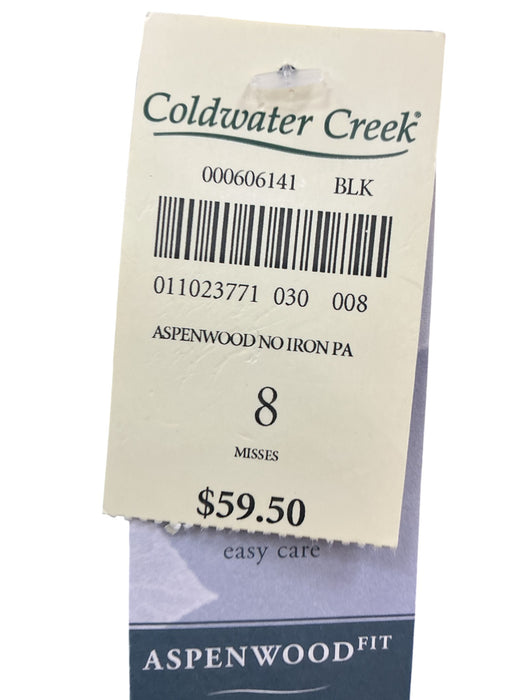 Coldwater Creek®
000606141 BLK
011023771 030 008
ASPENWOOD NO IRON PA
8
MISSES
$59.50
easy care
ASPENWOOD FIT